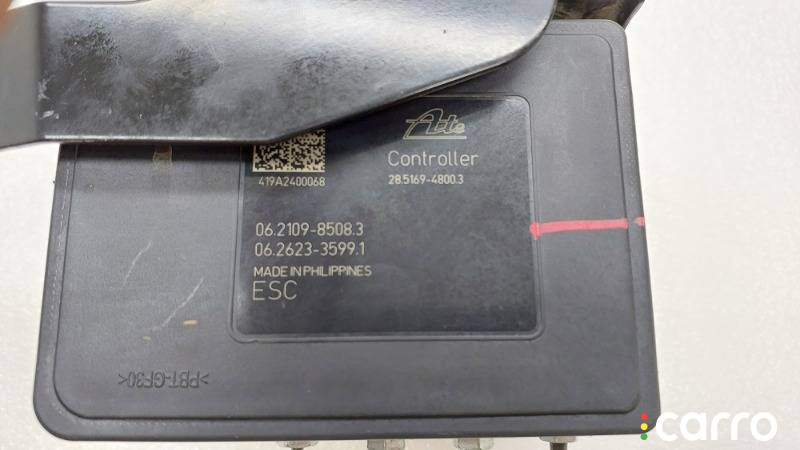 Ate
Controller
419A2400068
28.5169-4800.3
06.2109-8508.3
06.2623-3599.1
MADE IN PHILIPPINES
ESC
>PBT-GF30<
carro